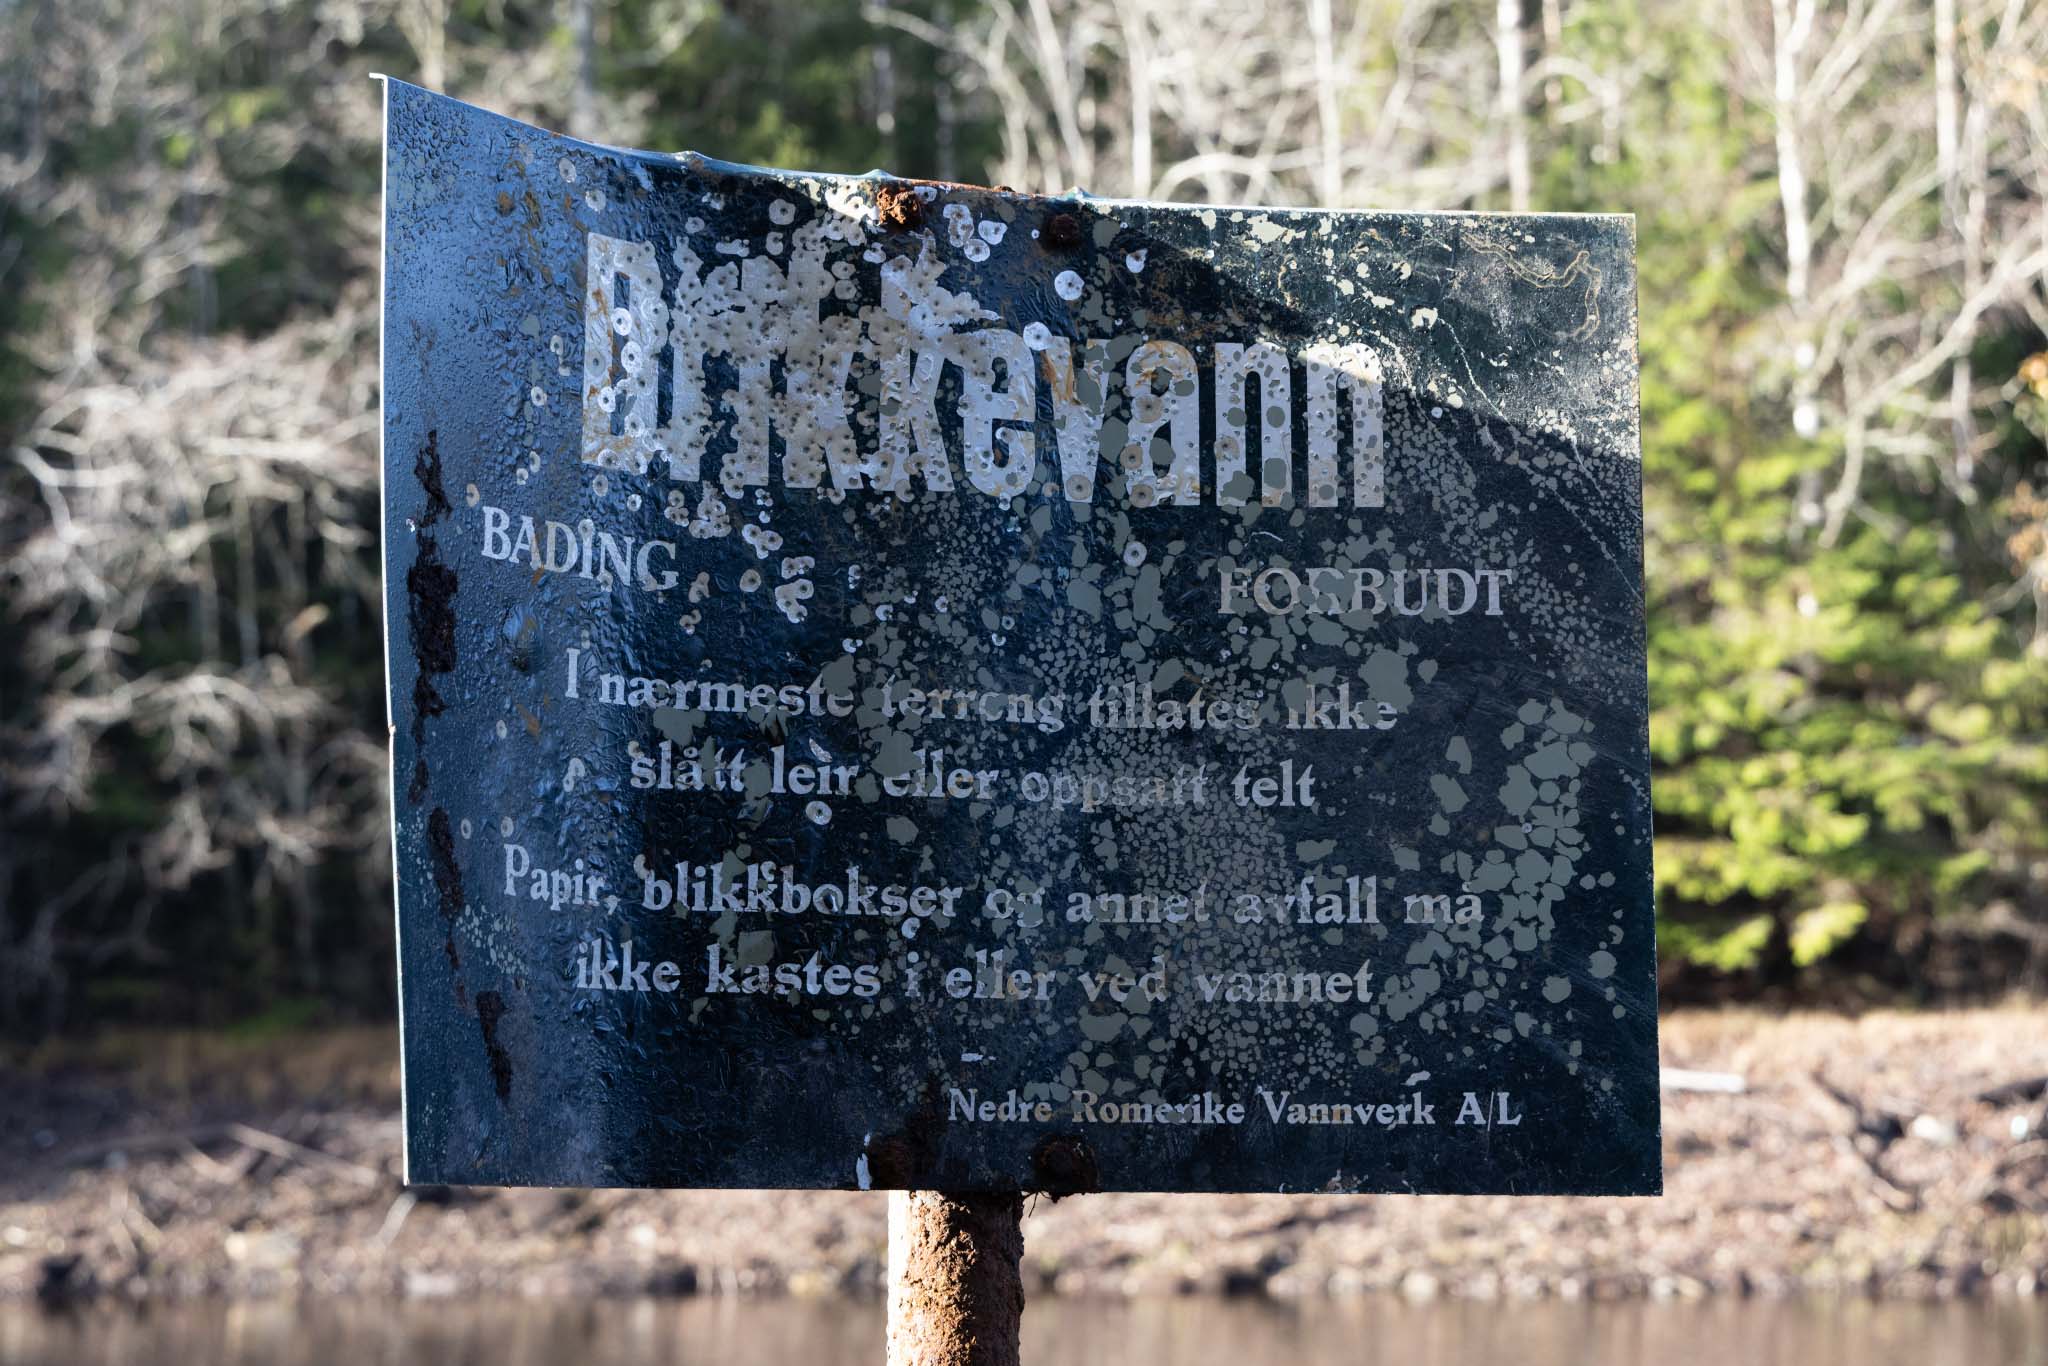 Drikkevann
BADING FORBUDT
I nærmeste terreng tillates ikke
slått leir eller oppsatt telt
Papir, blikkbokser og annet avfall må
ikke kastes i eller ved vannet
Nedre Romerike Vannverk A/L